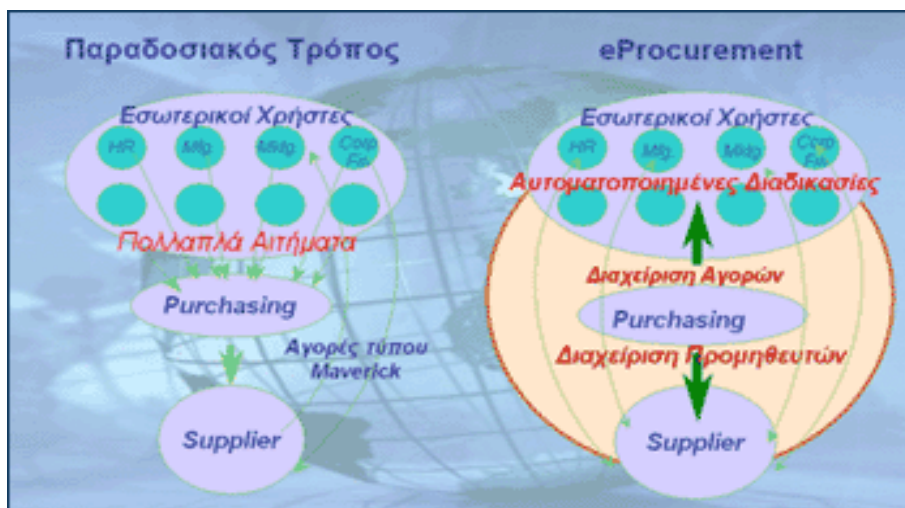 Παραδοσιακός Τρόπος
Εσωτερικοί Χρήστες
HR Mfg. Mktg. Corp Fin
Πολλαπλά Αιτήματα
Purchasing
Αγορές τύπου
Maverick
Supplier
eProcurement
Εσωτερικοί Χρήστες
HR Mfg. Mktg. Corp Fin
Αυτοματοποιημένες Διαδικασίες
Διαχείριση Αγορών
Purchasing
Διαχείριση Προμηθευτών
Supplier